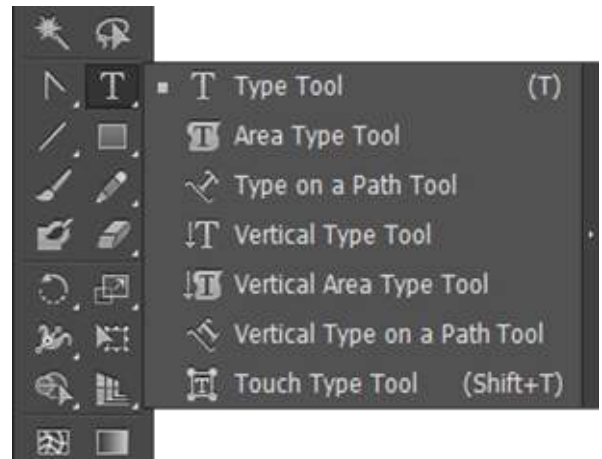 Type Tool (T)
Area Type Tool
Type on a Path Tool
Vertical Type Tool
Vertical Area Type Tool
Vertical Type on a Path Tool
Touch Type Tool (Shift+T)